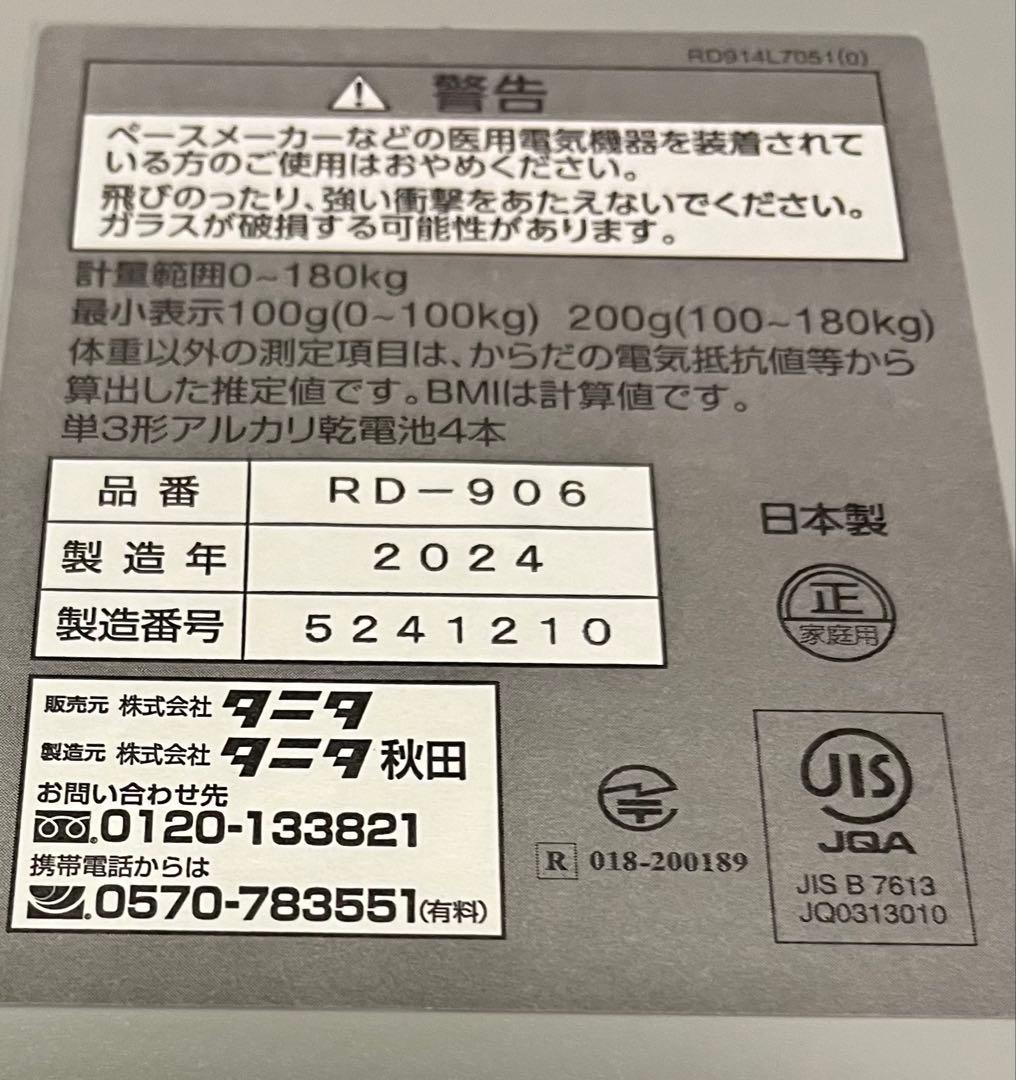 RD914L7051(0)
警告
ペースメーカーなどの医用電気機器を装着されて
いる方のご使用はおやめください。
飛びのったり、強い衝撃をあたえないでください。
ガラスが破損する可能性があります。
計量範囲0~180kg
最小表示100g(0~100kg) 200g(100~180kg)
体重以外の測定項目は、からだの電気抵抗値等から
算出した推定値です。BMIは計算値です。
単3形アルカリ乾電池4本
品番 RD-906
製造年 2024
製造番号 5241210
日本製
正
家庭用
販売元 株式会社 タニタ
製造元 株式会社 タニタ秋田
お問い合わせ先
0120-133821
携帯電話からは
0570-783551(有料)
R 018-200189
JIS
JQA
JIS B 7613
JQ0313010